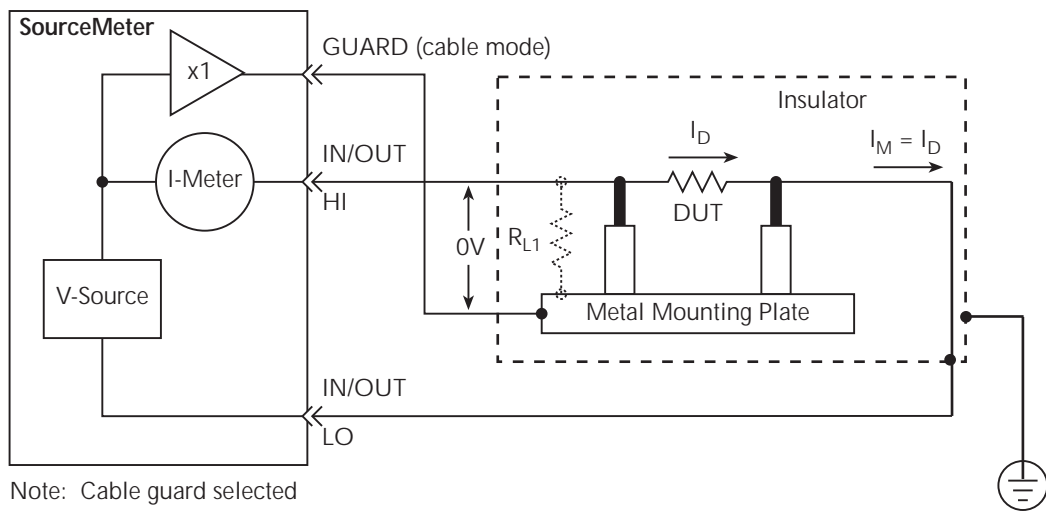 SourceMeter
GUARD (cable mode)
x1
Insulator
I-Meter
IN/OUT
HI
I_D
I_M = I_D
DUT
0V
R_L1
V-Source
Metal Mounting Plate
IN/OUT
LO
Note: Cable guard selected